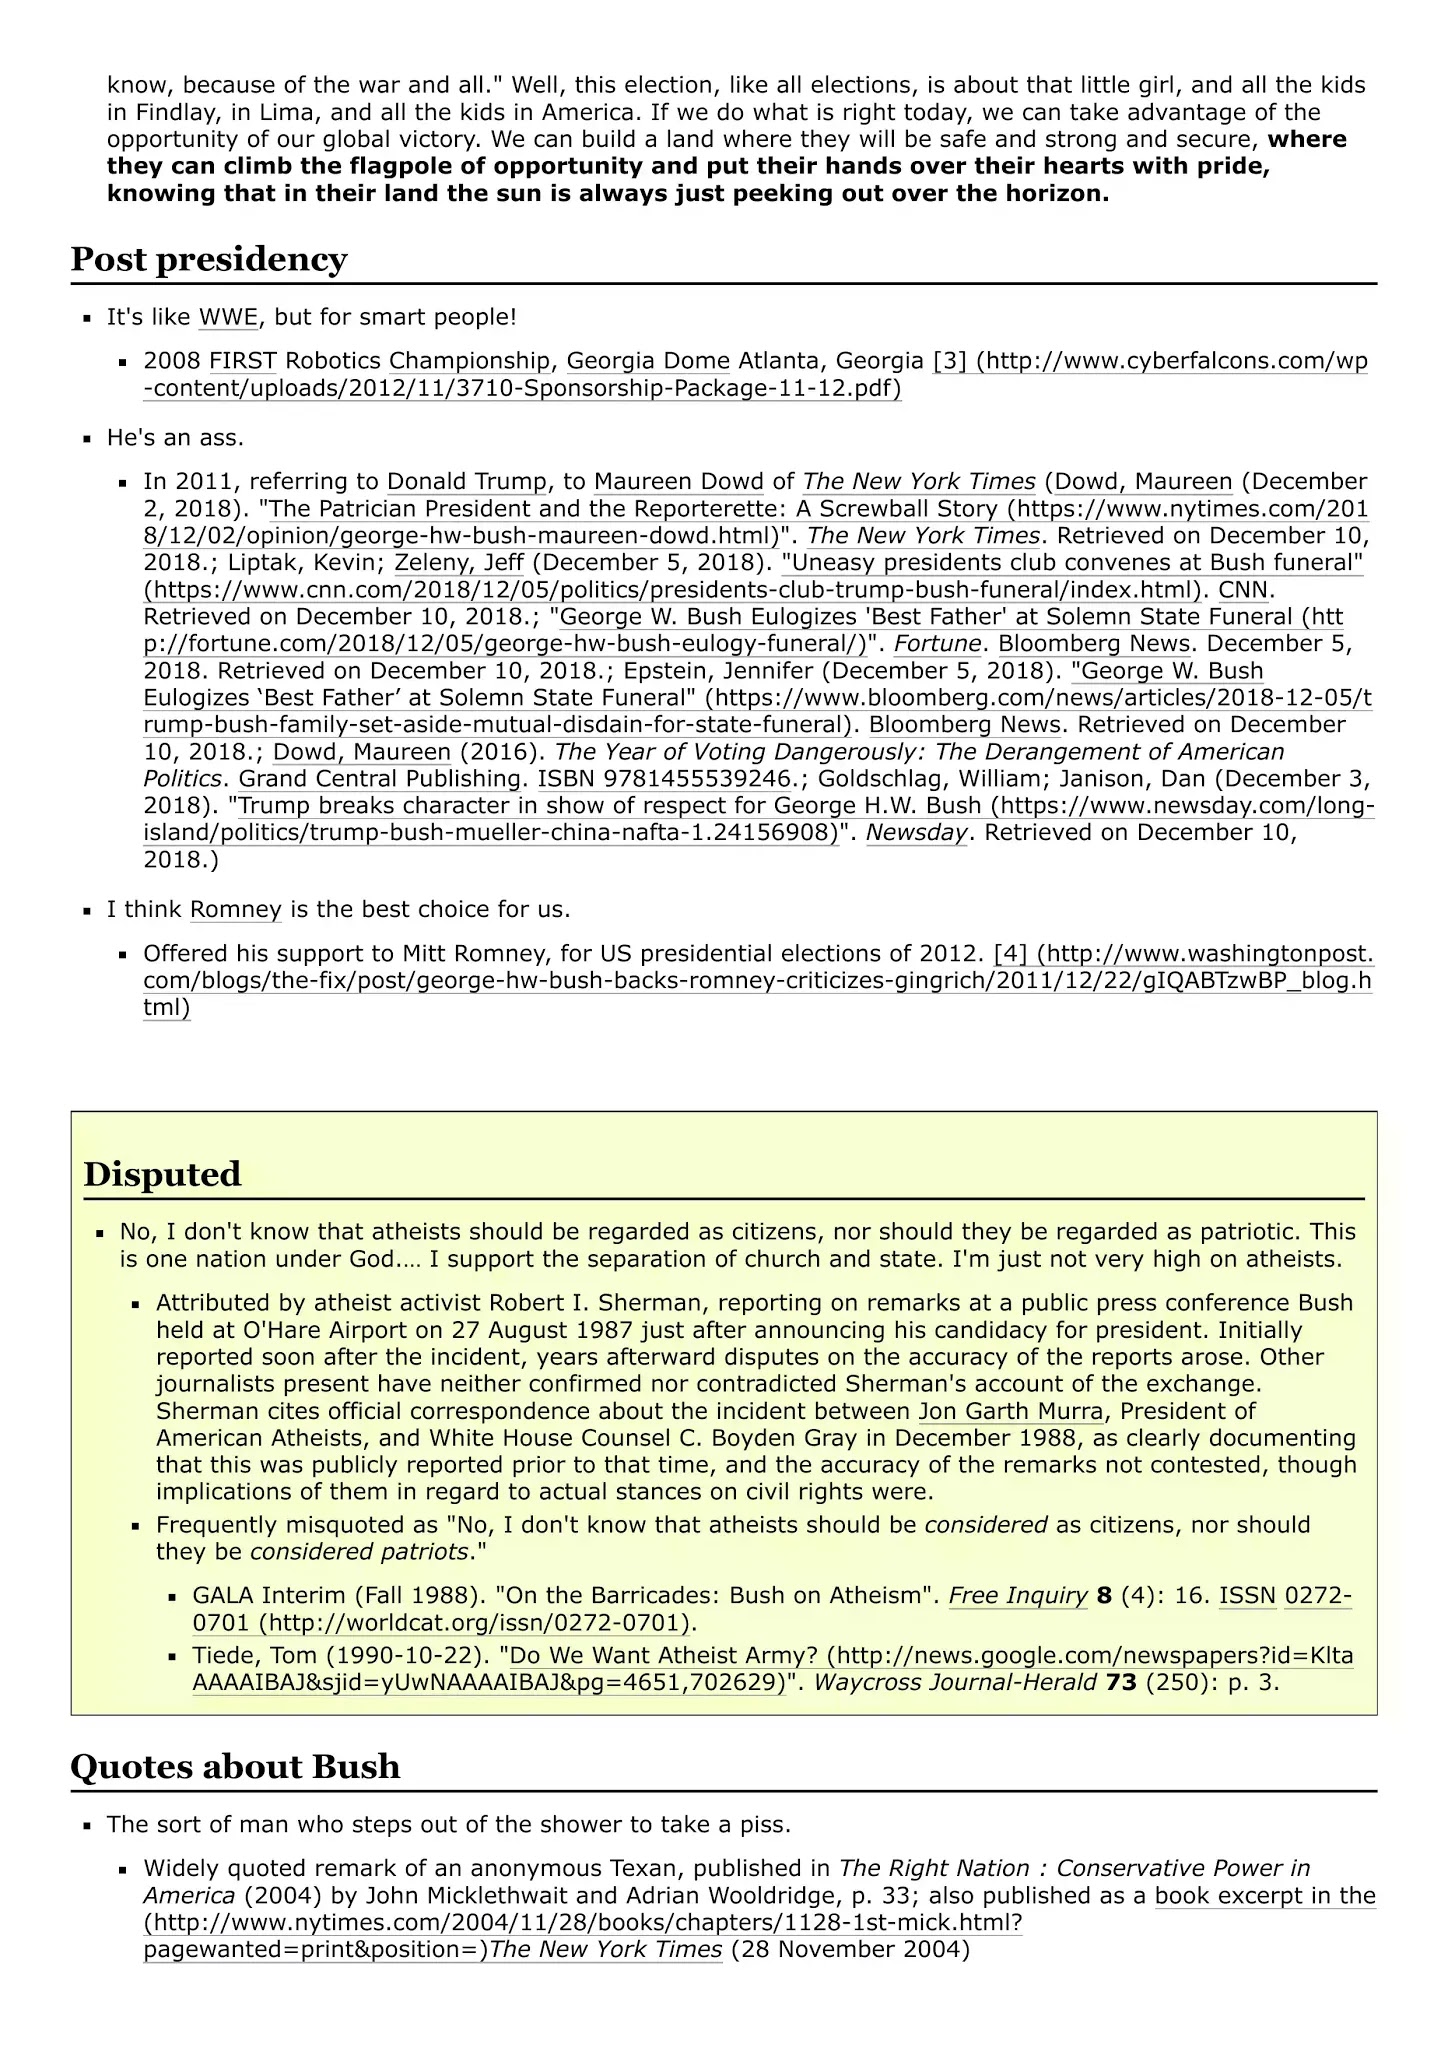 know, because of the war and all." Well, this election, like all elections, is about that little girl, and all the kids
in Findlay, in Lima, and all the kids in America. If we do what is right today, we can take advantage of the
opportunity of our global victory. We can build a land where they will be safe and strong and secure, where
they can climb the flagpole of opportunity and put their hands over their hearts with pride,
knowing that in their land the sun is always just peeking out over the horizon.
Post presidency
▪ It's like WWE, but for smart people!
▪ 2008 FIRST Robotics Championship, Georgia Dome Atlanta, Georgia [3] (http://www.cyberfalcons.com/wp
-content/uploads/2012/11/3710-Sponsorship-Package-11-12.pdf)
▪ He's an ass.
▪ In 2011, referring to Donald Trump, to Maureen Dowd of The New York Times (Dowd, Maureen (December
2, 2018). "The Patrician President and the Reporterette: A Screwball Story (https://www.nytimes.com/201
8/12/02/opinion/george-hw-bush-maureen-dowd.html)". The New York Times. Retrieved on December 10,
2018.; Liptak, Kevin; Zeleny, Jeff (December 5, 2018). "Uneasy presidents club convenes at Bush funeral"
(https://www.cnn.com/2018/12/05/politics/presidents-club-trump-bush-funeral/index.html). CNN.
Retrieved on December 10, 2018.; "George W. Bush Eulogizes 'Best Father' at Solemn State Funeral (htt
p://fortune.com/2018/12/05/george-hw-bush-eulogy-funeral/)". Fortune. Bloomberg News. December 5,
2018. Retrieved on December 10, 2018.; Epstein, Jennifer (December 5, 2018). "George W. Bush
Eulogizes ‘Best Father’ at Solemn State Funeral" (https://www.bloomberg.com/news/articles/2018-12-05/t
rump-bush-family-set-aside-mutual-disdain-for-state-funeral). Bloomberg News. Retrieved on December
10, 2018.; Dowd, Maureen (2016). The Year of Voting Dangerously: The Derangement of American
Politics. Grand Central Publishing. ISBN 9781455539246.; Goldschlag, William; Janison, Dan (December 3,
2018). "Trump breaks character in show of respect for George H.W. Bush (https://www.newsday.com/long-
island/politics/trump-bush-mueller-china-nafta-1.24156908)". Newsday. Retrieved on December 10,
2018.)
▪ I think Romney is the best choice for us.
▪ Offered his support to Mitt Romney, for US presidential elections of 2012. [4] (http://www.washingtonpost.
com/blogs/the-fix/post/george-hw-bush-backs-romney-criticizes-gingrich/2011/12/22/gIQABTzwBP_blog.h
tml)
Disputed
▪ No, I don't know that atheists should be regarded as citizens, nor should they be regarded as patriotic. This
is one nation under God.… I support the separation of church and state. I'm just not very high on atheists.
▪ Attributed by atheist activist Robert I. Sherman, reporting on remarks at a public press conference Bush
held at O'Hare Airport on 27 August 1987 just after announcing his candidacy for president. Initially
reported soon after the incident, years afterward disputes on the accuracy of the reports arose. Other
journalists present have neither confirmed nor contradicted Sherman's account of the exchange.
Sherman cites official correspondence about the incident between Jon Garth Murra, President of
American Atheists, and White House Counsel C. Boyden Gray in December 1988, as clearly documenting
that this was publicly reported prior to that time, and the accuracy of the remarks not contested, though
implications of them in regard to actual stances on civil rights were.
▪ Frequently misquoted as "No, I don't know that atheists should be considered as citizens, nor should
they be considered patriots."
▪ GALA Interim (Fall 1988). "On the Barricades: Bush on Atheism". Free Inquiry 8 (4): 16. ISSN 0272-
0701 (http://worldcat.org/issn/0272-0701).
▪ Tiede, Tom (1990-10-22). "Do We Want Atheist Army? (http://news.google.com/newspapers?id=Klta
AAAAIBAJ&sjid=yUwNAAAAIBAJ&pg=4651,702629)". Waycross Journal-Herald 73 (250): p. 3.
Quotes about Bush
▪ The sort of man who steps out of the shower to take a piss.
▪ Widely quoted remark of an anonymous Texan, published in The Right Nation : Conservative Power in
America (2004) by John Micklethwait and Adrian Wooldridge, p. 33; also published as a book excerpt in the
(http://www.nytimes.com/2004/11/28/books/chapters/1128-1st-mick.html?
pagewanted=print&position=)The New York Times (28 November 2004)